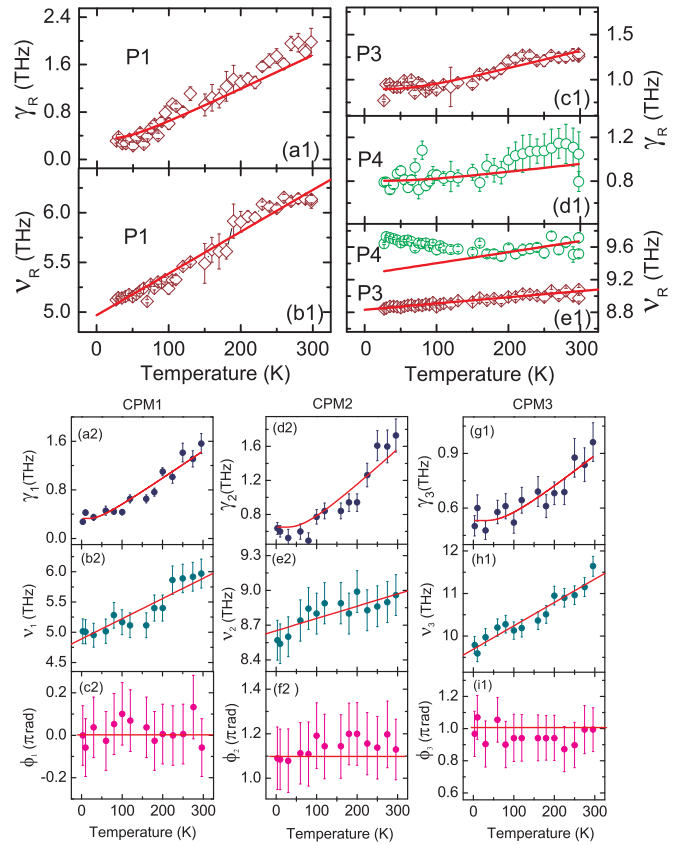 2.4
1.8
1.2
0.6
0.0
γR (THz)
P1
(a1)
6.0
5.5
5.0
νR (THz)
P1
(b1)
0 100 200 300
Temperature (K)
P3
1.25
1.00
γR (THz)
(c1)
P4
1.2
0.8
(d1)
P4
P3
9.6
9.0
8.8
νR (THz)
(e1)
0 100 200 300
Temperature (K)
CPM1
(a2)
1.6
0.8
0.0
γ1(THz)
(b2)
6.0
5.5
5.0
4.5
ν1 (THz)
(c2)
0.2
0.0
-0.2
ϕ1 (πrad)
0 100 200 300
Temperature (K)
CPM2
(d2)
1.8
1.2
0.6
γ2(THz)
(e2)
9.3
9.0
8.7
8.4
ν2 (THz)
(f2)
1.4
1.2
1.0
ϕ2 (πrad)
0 100 200 300
Temperature (K)
CPM3
(g1)
0.9
0.6
γ3(THz)
(h1)
12
11
10
ν3 (THz)
(i1)
1.4
1.2
1.0
0.8
0.6
ϕ3 (πrad)
0 100 200 300
Temperature (K)